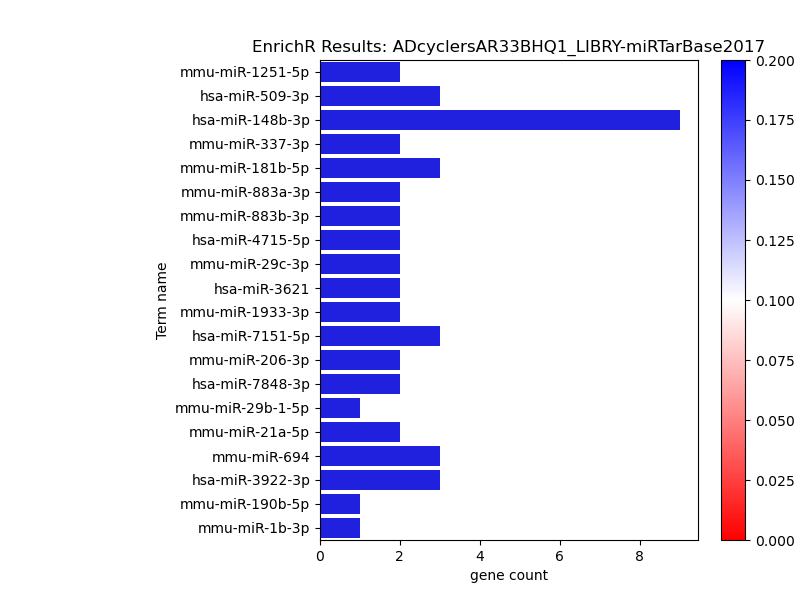 EnrichR Results: ADcyclersAR33BHQ1_LIBRY-miRTarBase2017
mmu-miR-1251-5p
hsa-miR-509-3p
hsa-miR-148b-3p
mmu-miR-337-3p
mmu-miR-181b-5p
mmu-miR-883a-3p
mmu-miR-883b-3p
hsa-miR-4715-5p
mmu-miR-29c-3p
hsa-miR-3621
mmu-miR-1933-3p
hsa-miR-7151-5p
mmu-miR-206-3p
hsa-miR-7848-3p
mmu-miR-29b-1-5p
mmu-miR-21a-5p
mmu-miR-694
hsa-miR-3922-3p
mmu-miR-190b-5p
mmu-miR-1b-3p
Term name
0 2 4 6 8
gene count
0.200
0.175
0.150
0.125
0.100
0.075
0.050
0.025
0.000